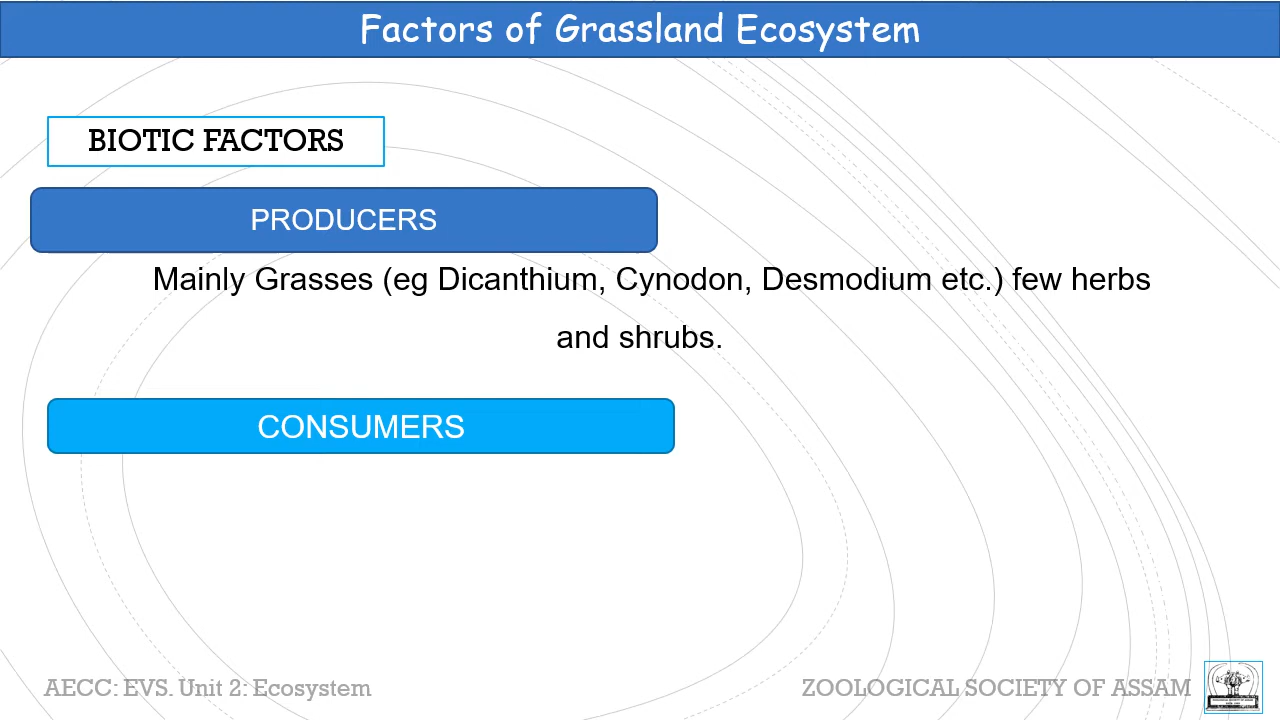 Factors of Grassland Ecosystem
BIOTIC FACTORS
PRODUCERS
Mainly Grasses (eg Dicanthium, Cynodon, Desmodium etc.) few herbs
and shrubs.
CONSUMERS
AECC: EVS. Unit 2: Ecosystem
ZOOLOGICAL SOCIETY OF ASSAM